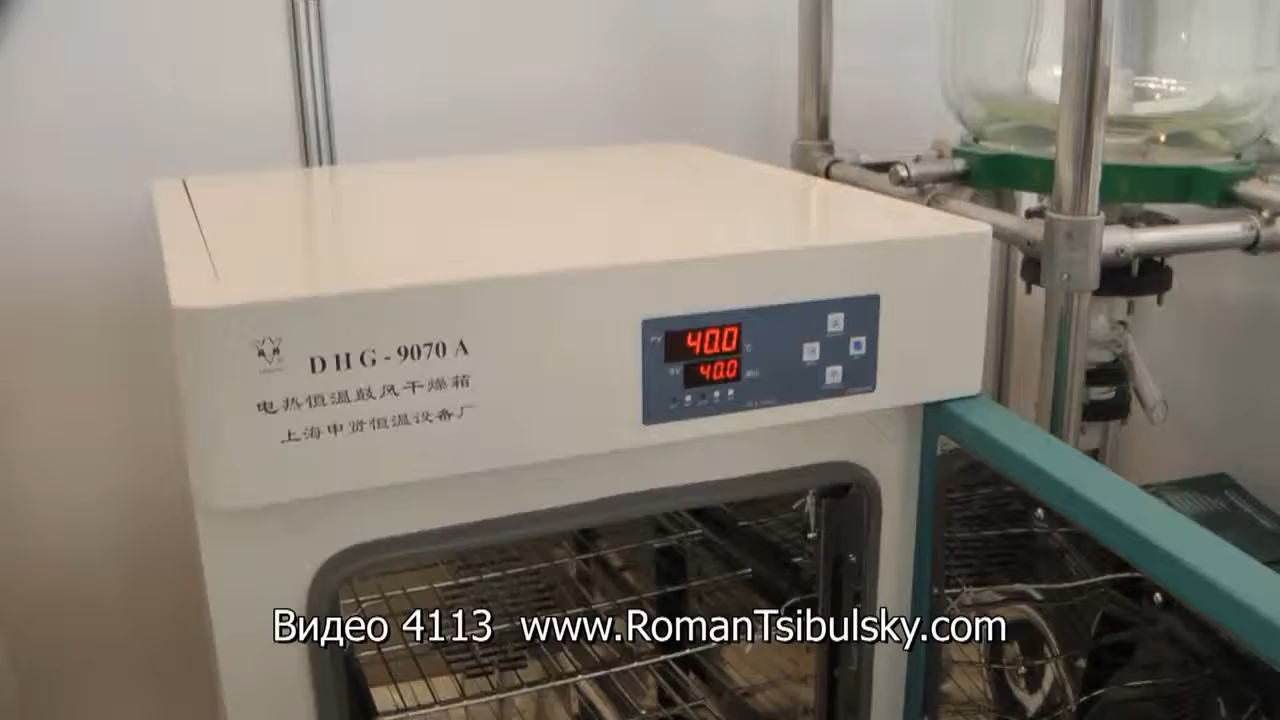 DHG-9070A
电热恒温鼓风干燥箱
上海申贤恒温设备厂
PV 40.0 °C
SV 40.0
Видео 4113 www.RomanTsibulsky.com